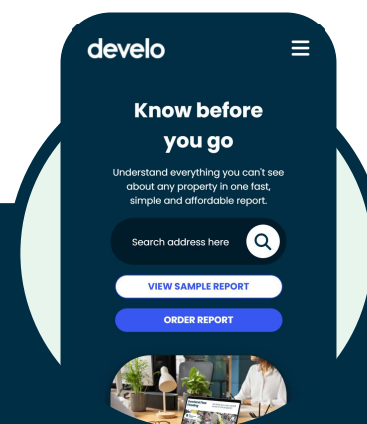 develo
Know before
you go
Understand everything you can't see
about any property in one fast,
simple and affordable report.
Search address here
VIEW SAMPLE REPORT
ORDER REPORT